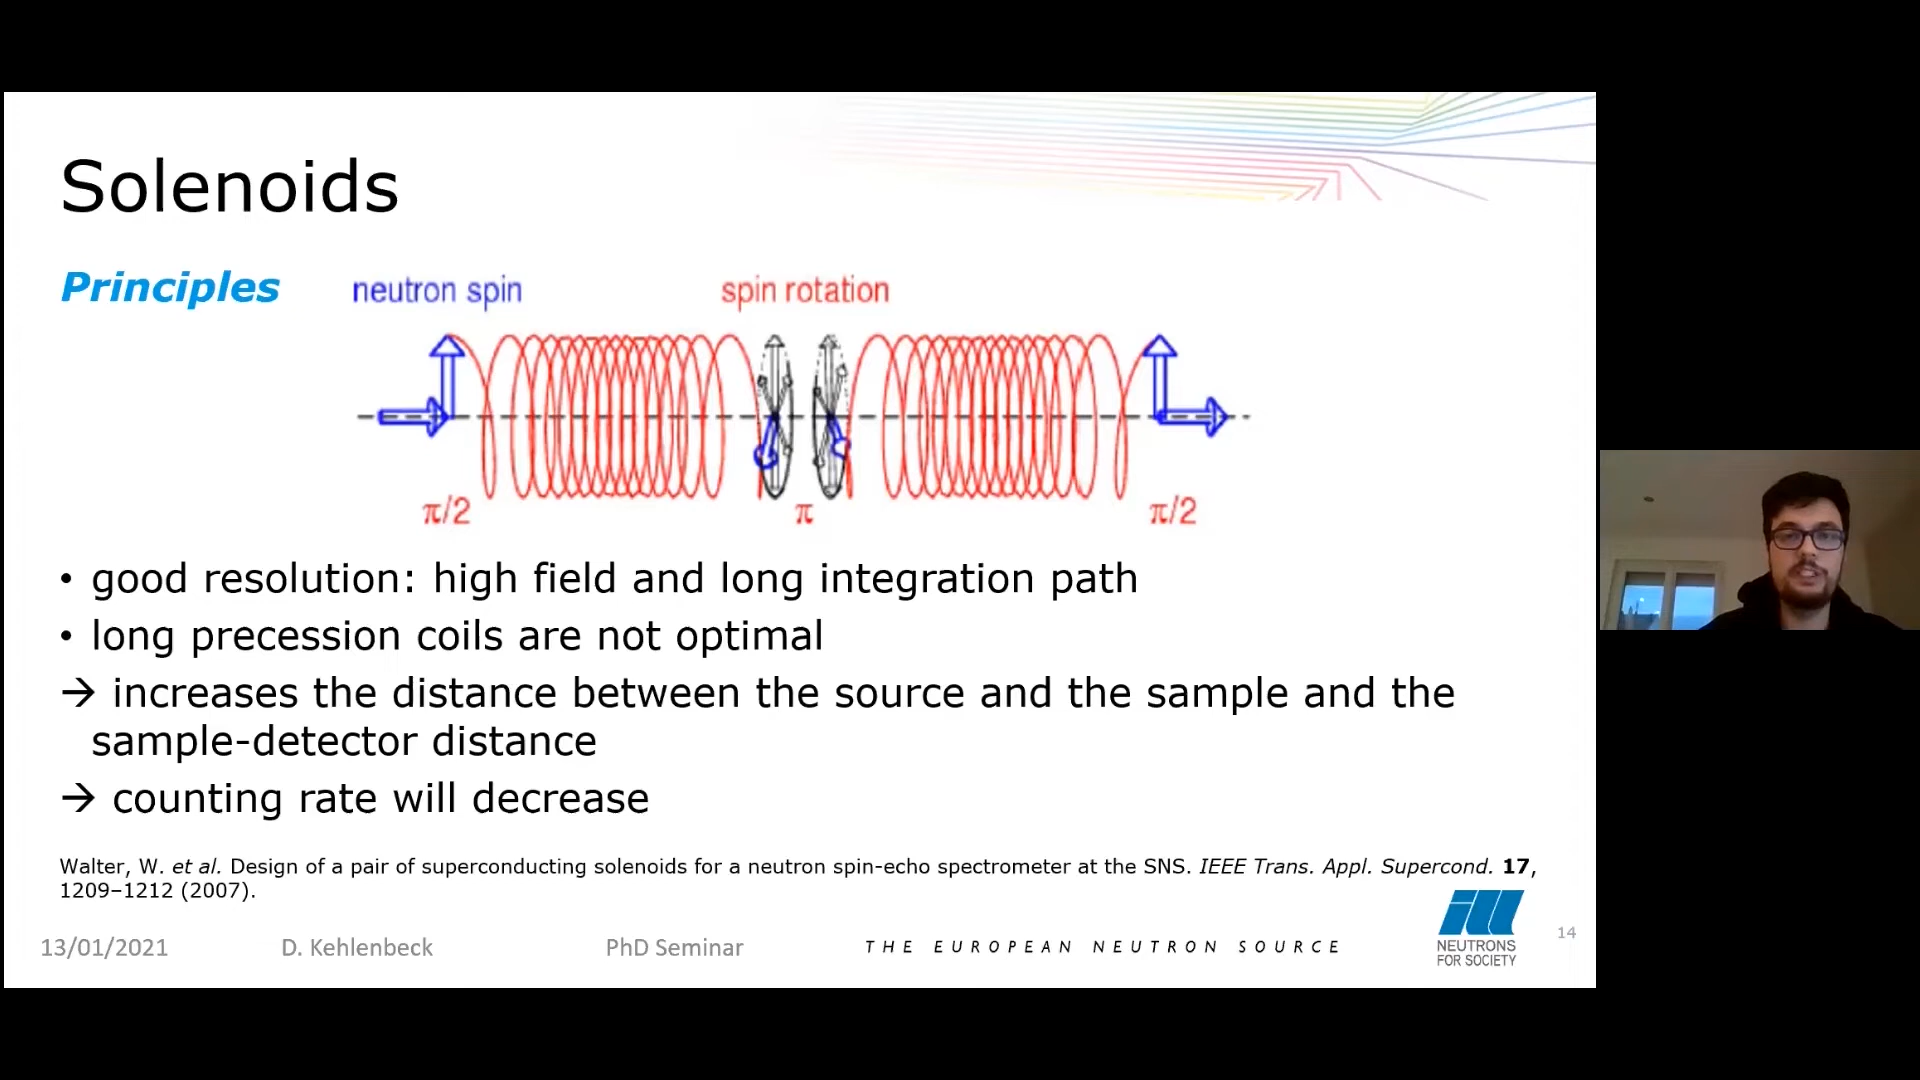 Solenoids
Principles
neutron spin
spin rotation
π/2
π
π/2
• good resolution: high field and long integration path
• long precession coils are not optimal
→ increases the distance between the source and the sample and the
sample-detector distance
→ counting rate will decrease
Walter, W. et al. Design of a pair of superconducting solenoids for a neutron spin-echo spectrometer at the SNS. IEEE Trans. Appl. Supercond. 17,
1209–1212 (2007).
13/01/2021
D. Kehlenbeck
PhD Seminar
THE EUROPEAN NEUTRON SOURCE
ill
NEUTRONS
FOR SOCIETY
14